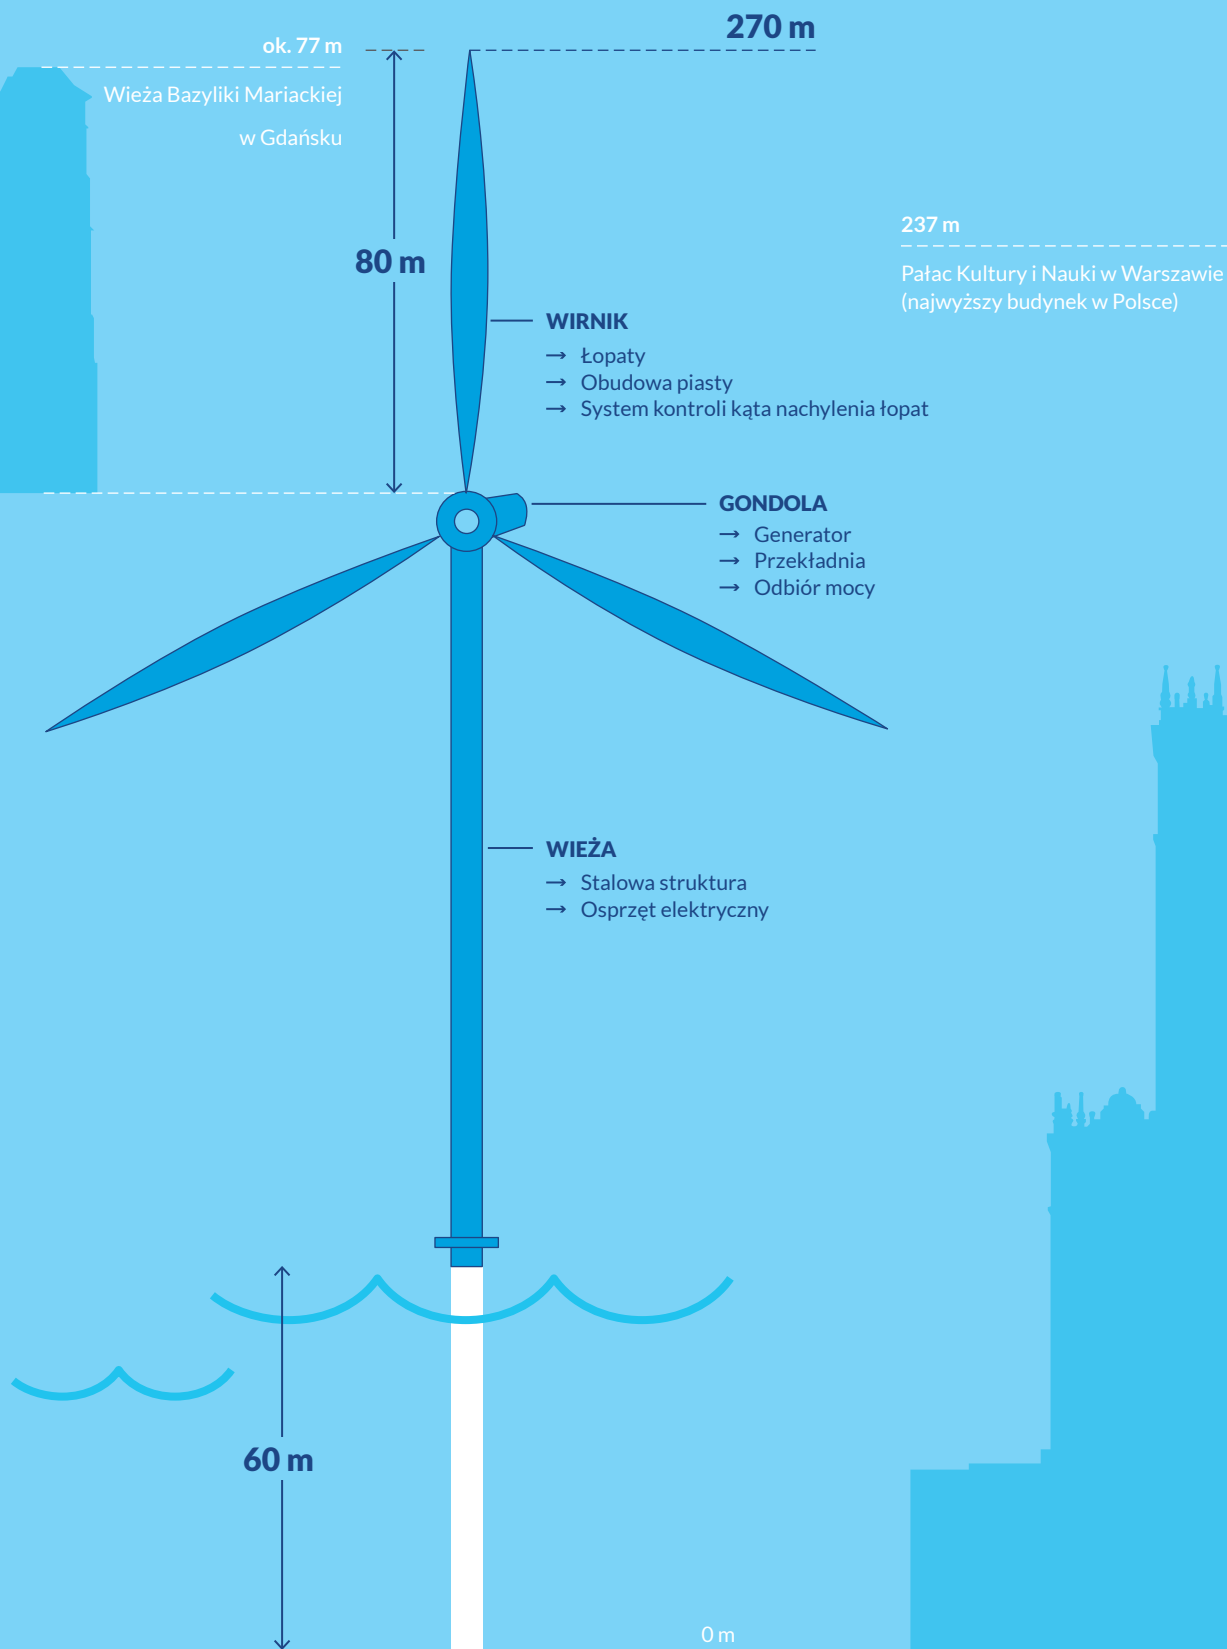 270 m
ok. 77 m
Wieża Bazyliki Mariackiej
w Gdańsku
237 m
Pałac Kultury i Nauki w Warszawie
(najwyższy budynek w Polsce)
80 m
WIRNIK
→ Łopaty
→ Obudowa piasty
→ System kontroli kąta nachylenia łopat
GONDOLA
→ Generator
→ Przekładnia
→ Odbiór mocy
WIEŻA
→ Stalowa struktura
→ Osprzęt elektryczny
60 m
0 m